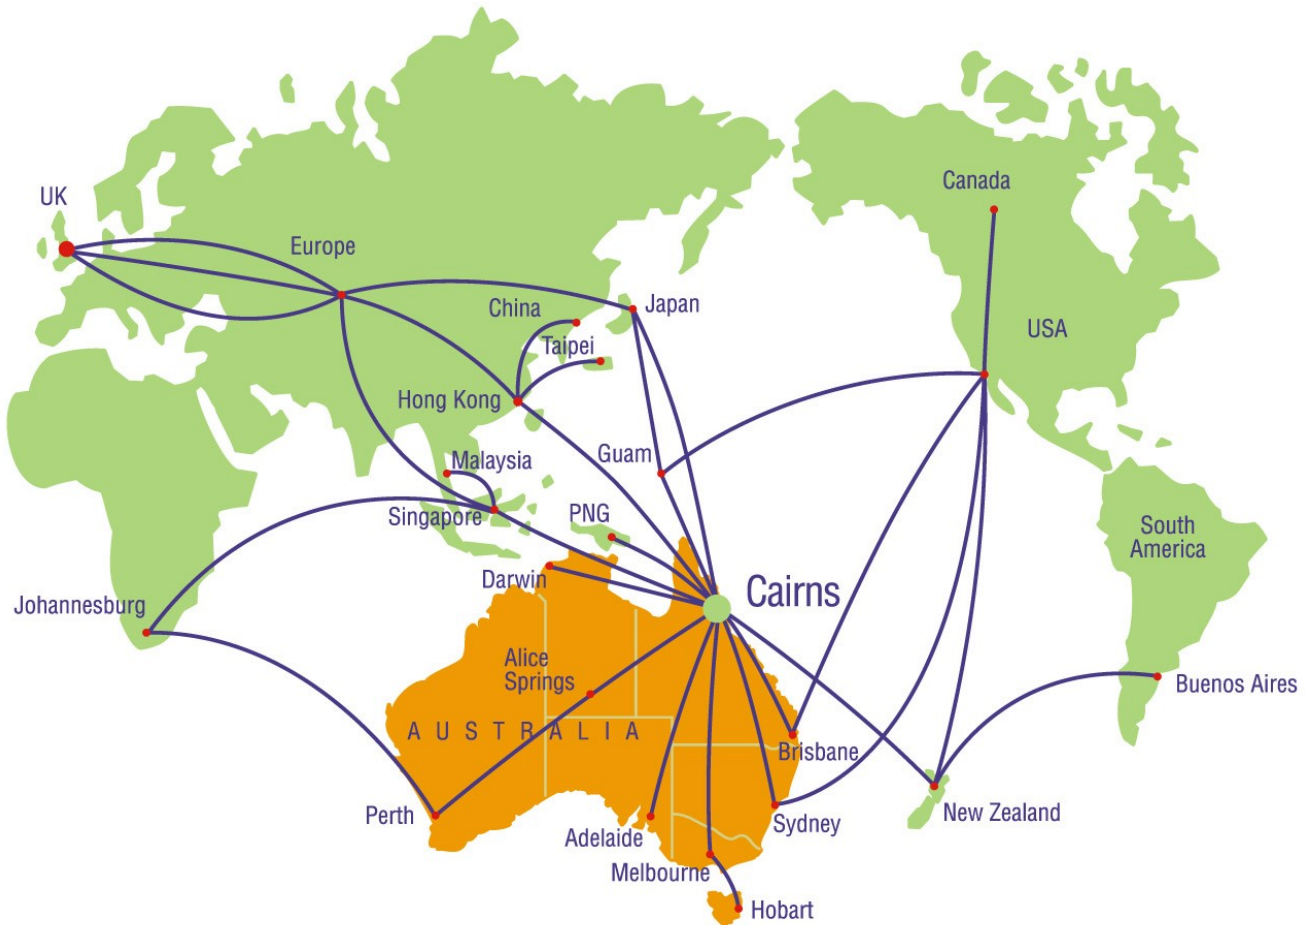 Canada
UK
Europe
China
Japan
USA
Taipei
Hong Kong
Guam
Malaysia
Singapore
PNG
South
America
Darwin
Cairns
Johannesburg
Alice
Springs
Buenos Aires
AUSTRALIA
Brisbane
Perth
Adelaide
Sydney
New Zealand
Melbourne
Hobart